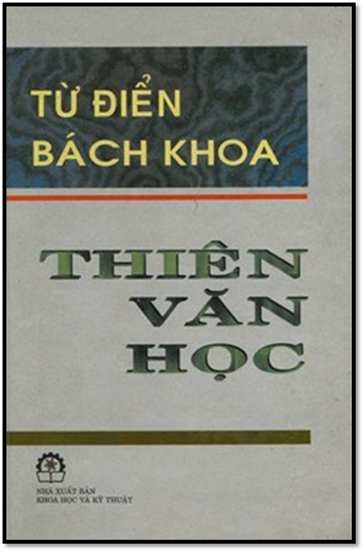 TỪ ĐIỂN
BÁCH KHOA
THIÊN
VĂN
HỌC
NHÀ XUẤT BẢN
KHOA HỌC VÀ KỸ THUẬT